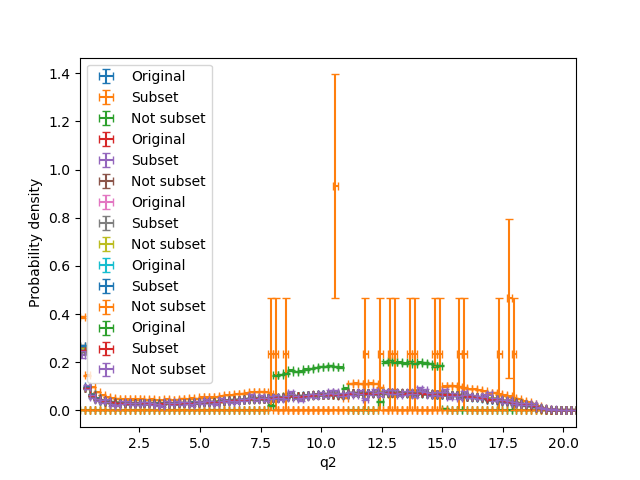 1.4
1.2
1.0
0.8
0.6
0.4
0.2
0.0
Probability density
Original
Subset
Not subset
Original
Subset
Not subset
Original
Subset
Not subset
Original
Subset
Not subset
Original
Subset
Not subset
2.5 5.0 7.5 10.0 12.5 15.0 17.5 20.0
q2